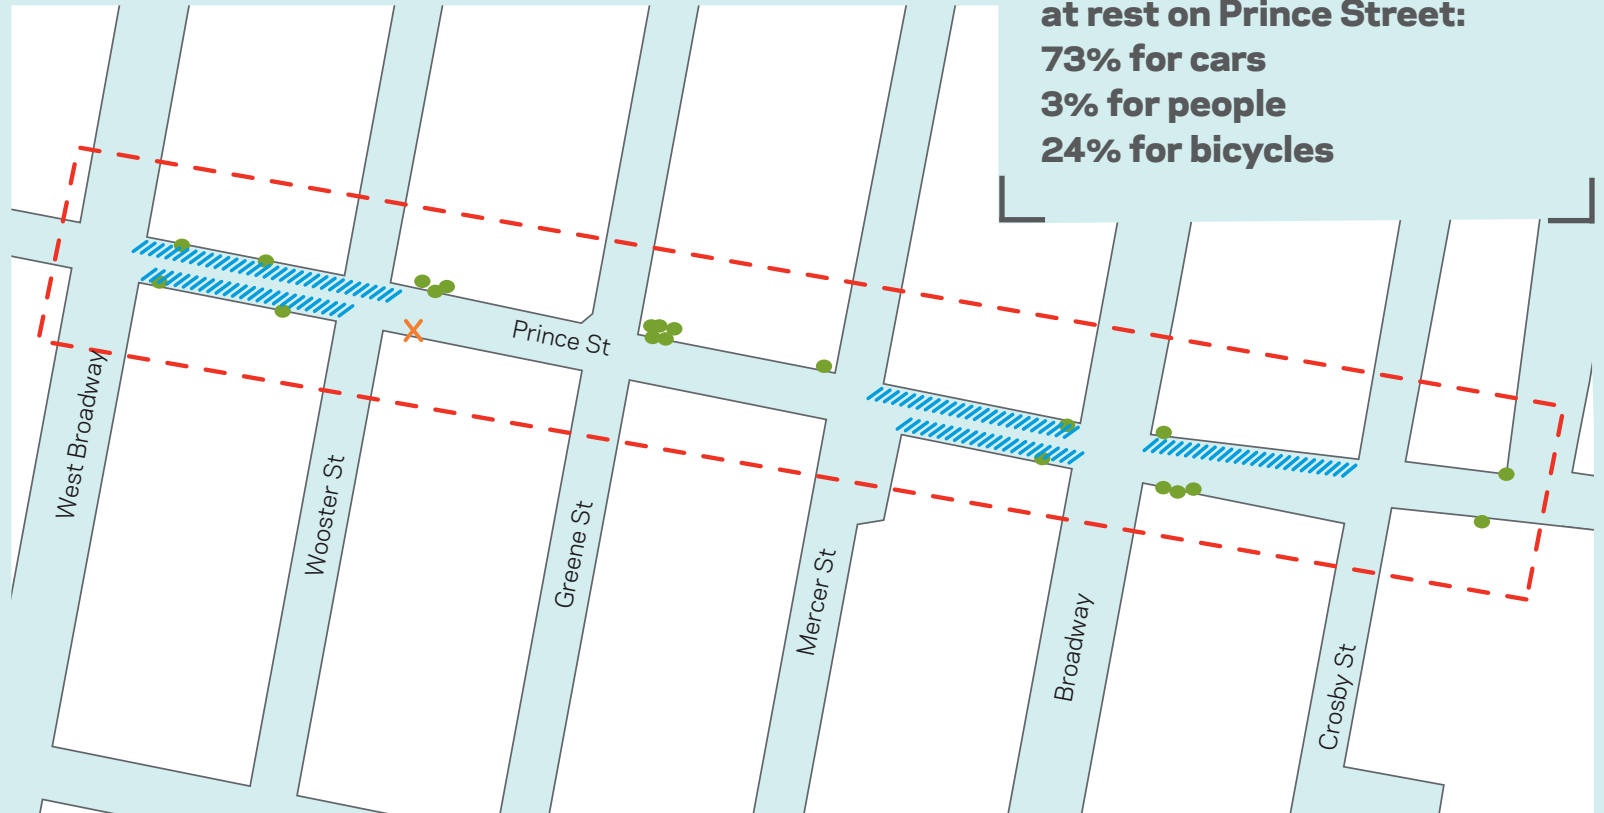 at rest on Prince Street:
73% for cars
3% for people
24% for bicycles
Prince St
West Broadway
Wooster St
Greene St
Mercer St
Broadway
Crosby St